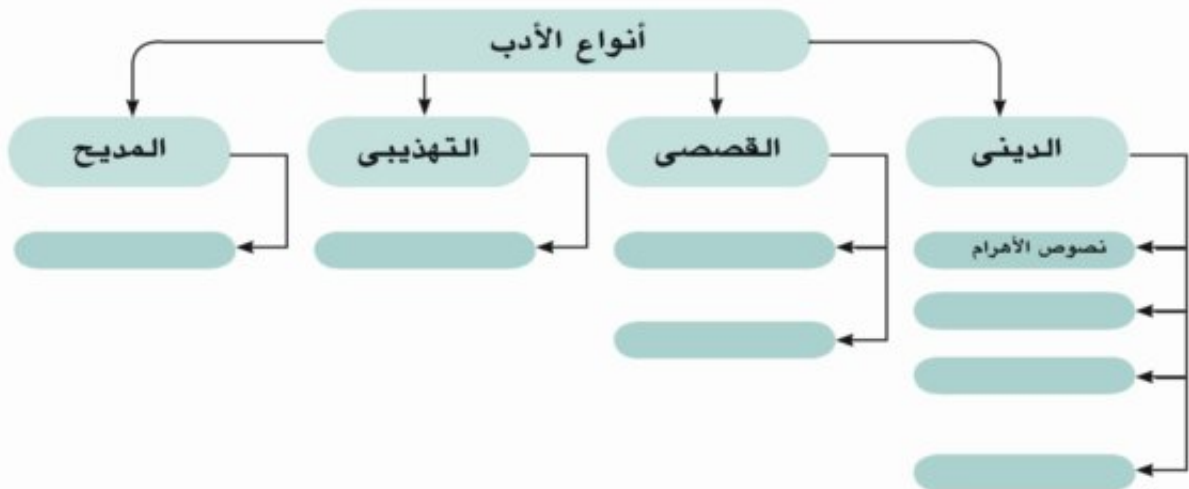 أنواع الأدب
الدينى
القصصى
التهذيبى
المديح
نصوص الأهرام